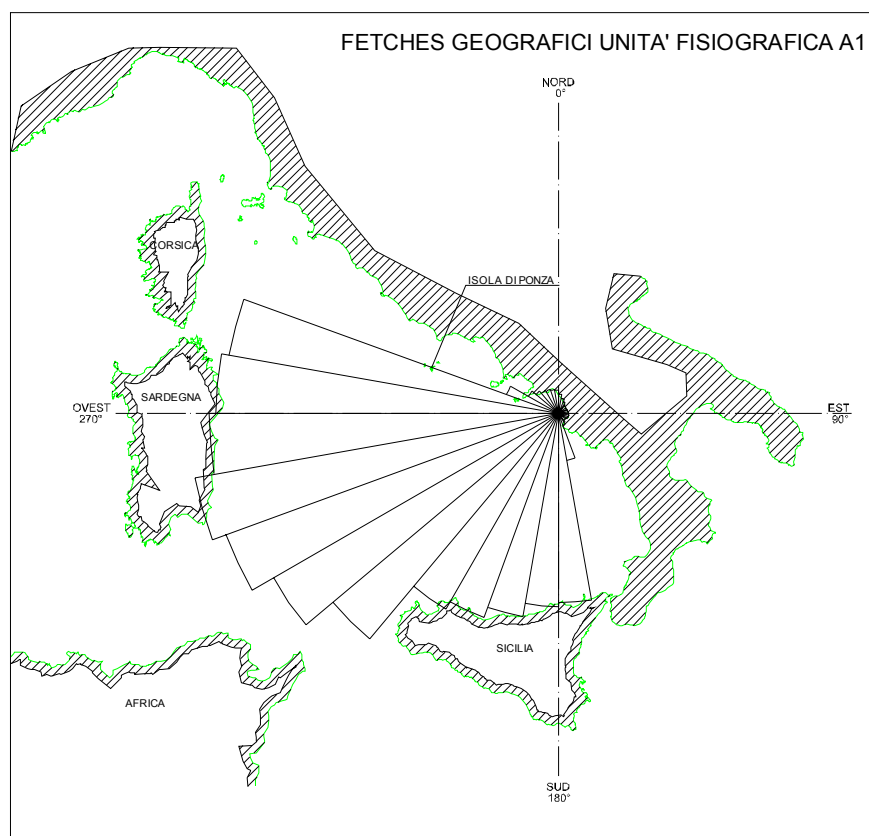 FETCHES GEOGRAFICI UNITA' FISIOGRAFICA A1
NORD
0°
CORSICA
ISOLA DI PONZA
SARDEGNA
OVEST
270°
EST
90°
SICILIA
AFRICA
SUD
180°